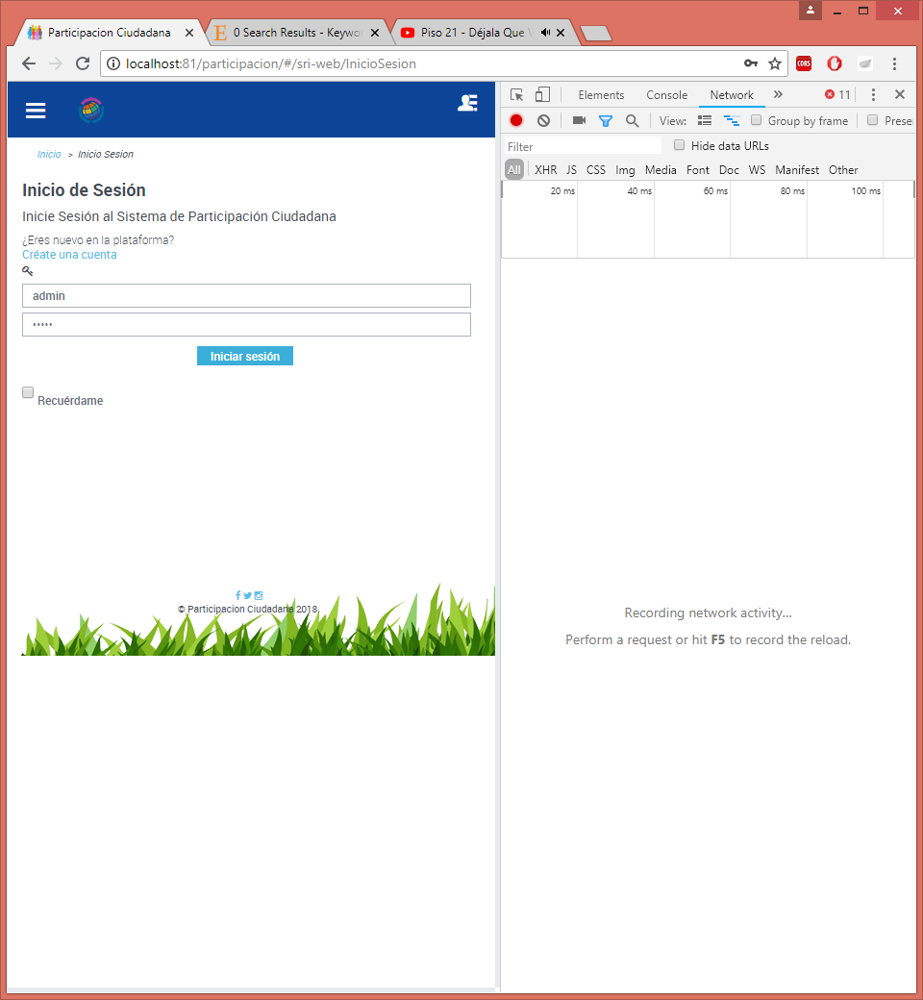 Participacion Ciudadana
0 Search Results - Keywo
Piso 21 - Déjala Que V
localhost:81/participacion/#/sri-web/InicioSesion
CORS
Inicio > Inicio Sesion
Inicio de Sesión
Inicie Sesión al Sistema de Participación Ciudadana
¿Eres nuevo en la plataforma?
Créate una cuenta
admin
•••••
Iniciar sesión
Recuérdame
© Participacion Ciudadana 2018.
Elements Console Network » 11
View: Group by frame Prese
Filter Hide data URLs
All XHR JS CSS Img Media Font Doc WS Manifest Other
20 ms 40 ms 60 ms 80 ms 100 ms
Recording network activity...
Perform a request or hit F5 to record the reload.